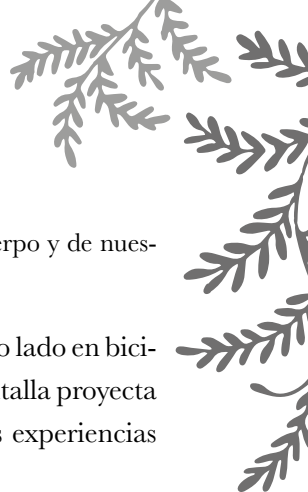 erpo y de nues-
o lado en bici-
talla proyecta
s experiencias